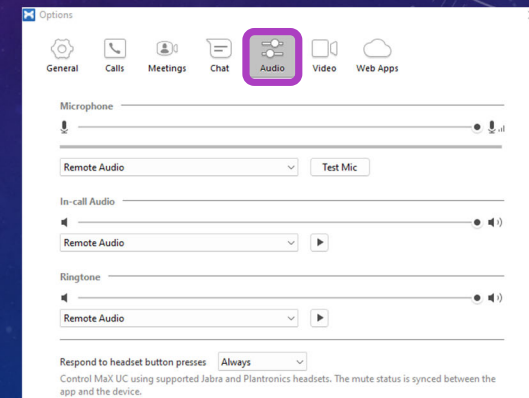 Options
General Calls Meetings Chat Audio Video Web Apps
Microphone
Remote Audio Test Mic
In-call Audio
Remote Audio
Ringtone
Remote Audio
Respond to headset button presses Always
Control MaX UC using supported Jabra and Plantronics headsets. The mute status is synced between the
app and the device.